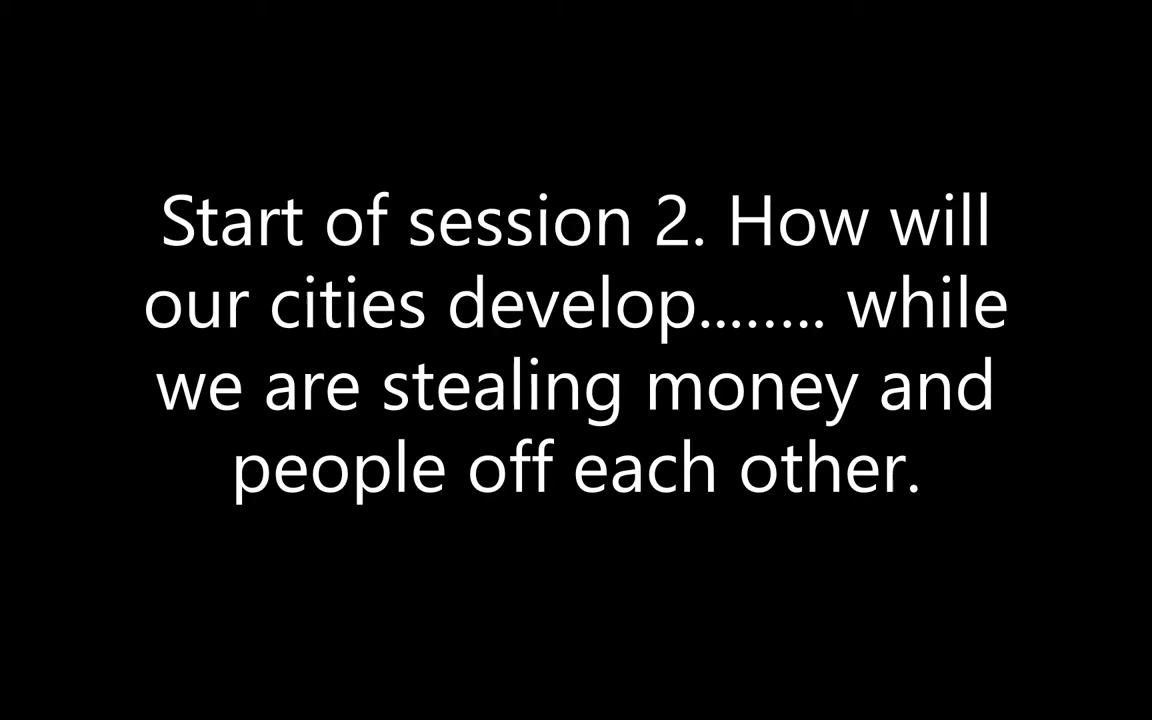 Start of session 2. How will
our cities develop........ while
we are stealing money and
people off each other.